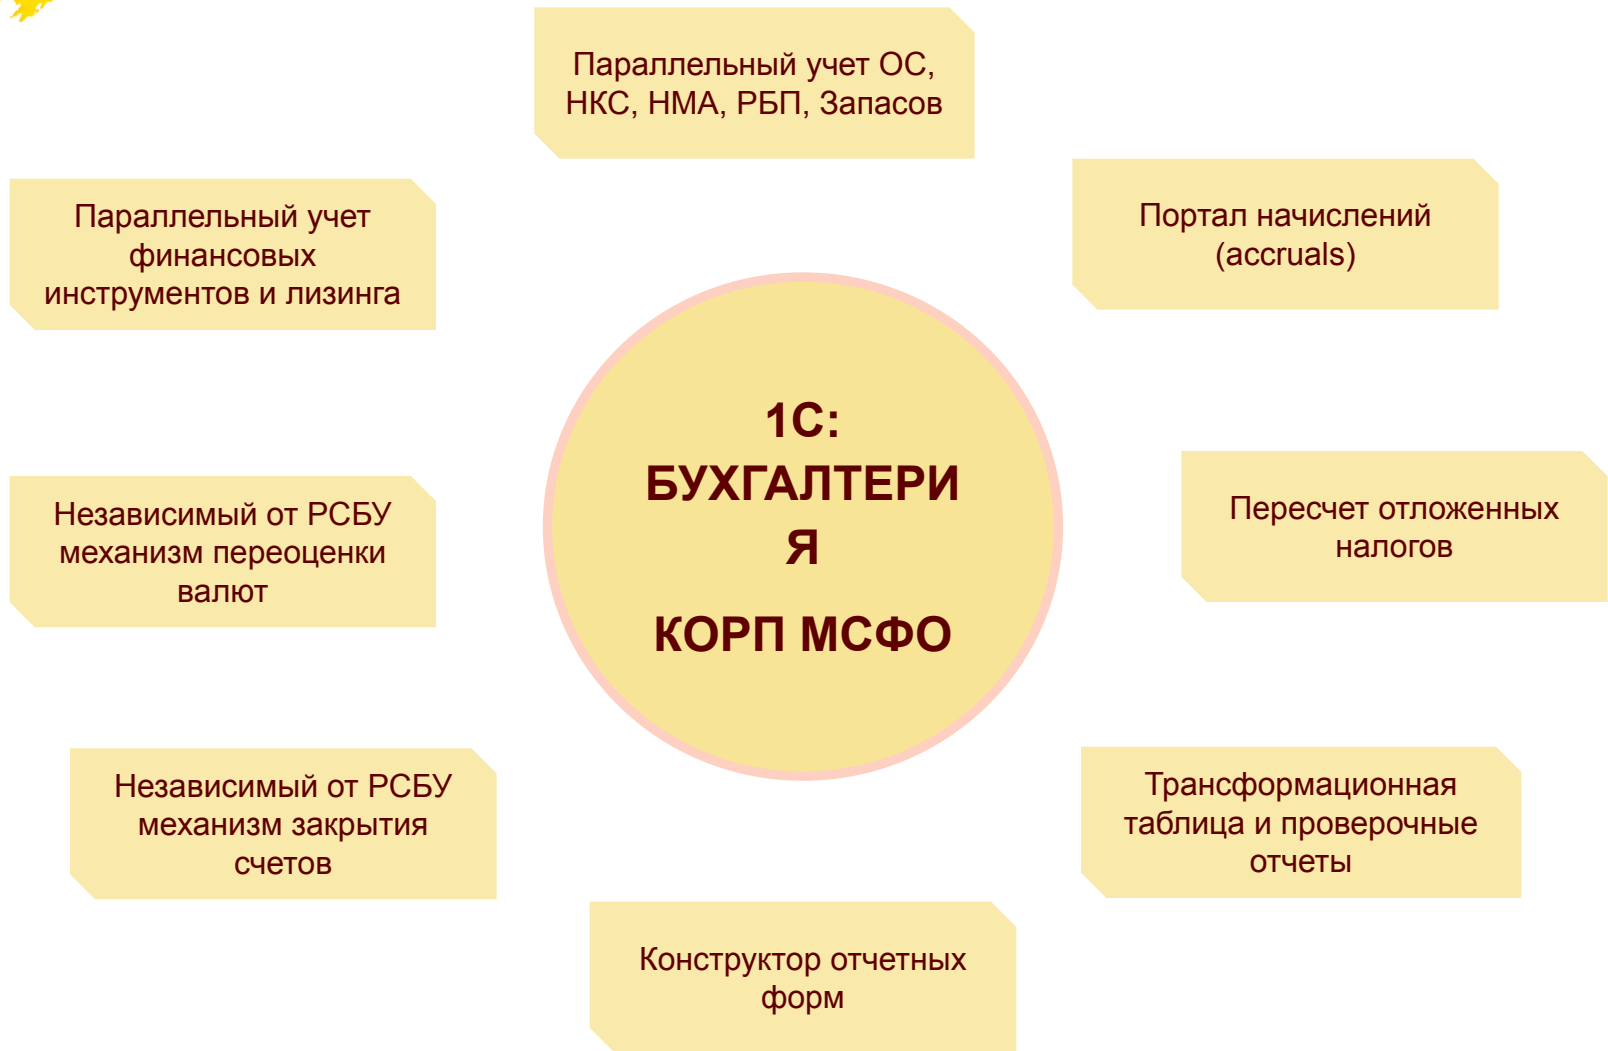 Параллельный учет ОС,
НКС, НМА, РБП, Запасов
Портал начислений
(accruals)
Параллельный учет
финансовых
инструментов и лизинга
1С:
БУХГАЛТЕРИ
Я
КОРП МСФО
Пересчет отложенных
налогов
Независимый от РСБУ
механизм переоценки
валют
Трансформационная
таблица и проверочные
отчеты
Независимый от РСБУ
механизм закрытия
счетов
Конструктор отчетных
форм